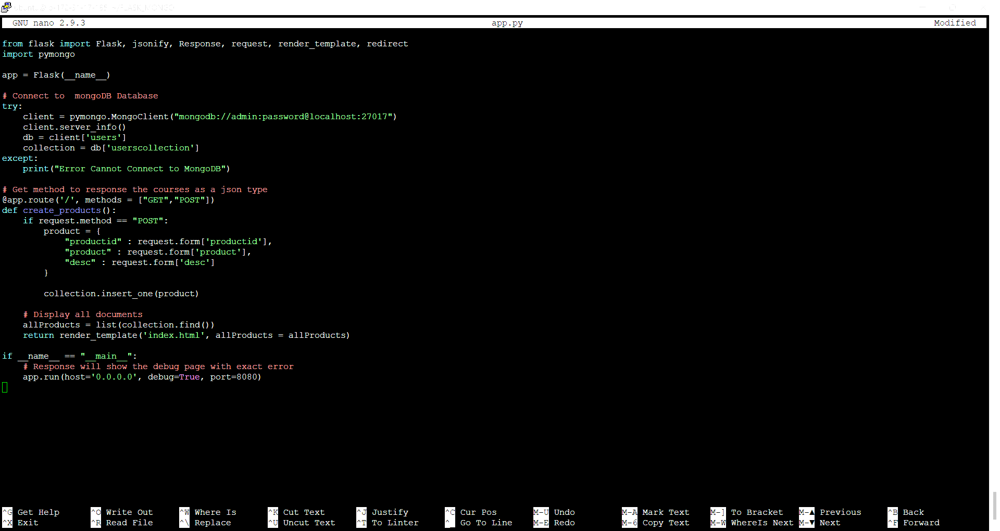 GNU nano 2.9.3 app.py Modified
from flask import Flask, jsonify, Response, request, render_template, redirect
import pymongo
app = Flask(__name__)
# Connect to  mongoDB Database
try:
    client = pymongo.MongoClient("mongodb://admin:password@localhost:27017")
    client.server_info()
    db = client['users']
    collection = db['userscollection']
except:
    print("Error Cannot Connect to MongoDB")
# Get method to response the courses as a json type
@app.route('/', methods = ["GET","POST"])
def create_products():
    if request.method == "POST":
        product = {
            "productid" : request.form['productid'],
            "product" : request.form['product'],
            "desc" : request.form['desc']
        }
        collection.insert_one(product)
    # Display all documents
    allProducts = list(collection.find())
    return render_template('index.html', allProducts = allProducts)
if __name__ == "__main__":
    # Response will show the debug page with exact error
    app.run(host='0.0.0.0', debug=True, port=8080)
^G Get Help ^O Write Out ^W Where Is ^K Cut Text ^J Justify ^C Cur Pos M-U Undo M-A Mark Text M-] To Bracket M-▲ Previous ^B Back
^X Exit ^R Read File ^\ Replace ^U Uncut Text ^T To Linter ^_ Go To Line M-E Redo M-6 Copy Text M-W WhereIs Next M-▼ Next ^F Forward